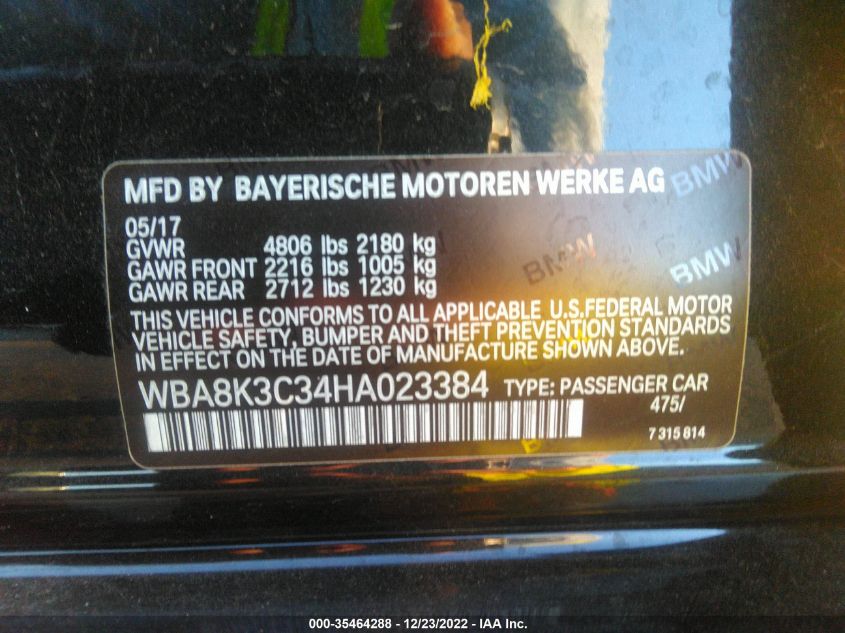 MFD BY BAYERISCHE MOTOREN WERKE AG
BMW
05/17
GVWR 4806 lbs 2180 kg
GAWR FRONT 2216 lbs 1005 kg
GAWR REAR 2712 lbs 1230 kg
BMW
BMW
THIS VEHICLE CONFORMS TO ALL APPLICABLE U.S.FEDERAL MOTOR
VEHICLE SAFETY, BUMPER AND THEFT PREVENTION STANDARDS
IN EFFECT ON THE DATE OF MANUFACTURE SHOWN ABOVE.
WBA8K3C34HA023384 TYPE: PASSENGER CAR
475/
7 315 814
000-35464288 - 12/23/2022 - IAA Inc.